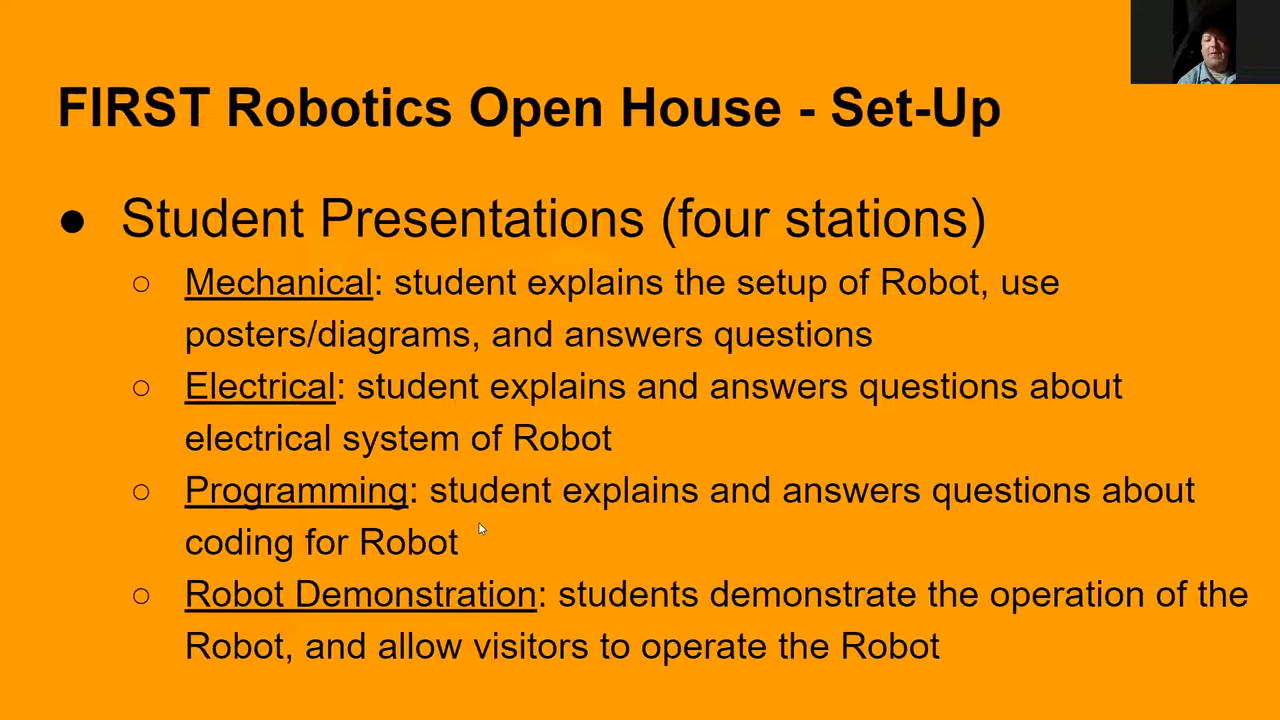 FIRST Robotics Open House - Set-Up
● Student Presentations (four stations)
○ Mechanical: student explains the setup of Robot, use
posters/diagrams, and answers questions
○ Electrical: student explains and answers questions about
electrical system of Robot
○ Programming: student explains and answers questions about
coding for Robot
○ Robot Demonstration: students demonstrate the operation of the
Robot, and allow visitors to operate the Robot